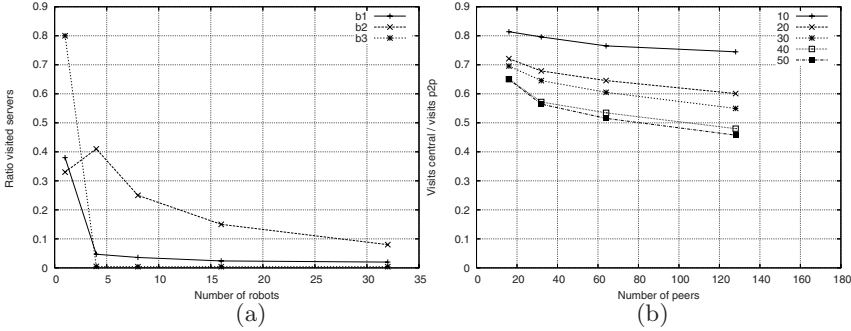 Ratio visited servers
0.9
0.8
0.7
0.6
0.5
0.4
0.3
0.2
0.1
0
0 5 10 15 20 25 30 35
Number of robots
b1
b2
b3
(a)
Visits central / visits p2p
0.9
0.8
0.7
0.6
0.5
0.4
0.3
0.2
0.1
0
0 20 40 60 80 100 120 140 160 180
Number of peers
10
20
30
40
50
(b)